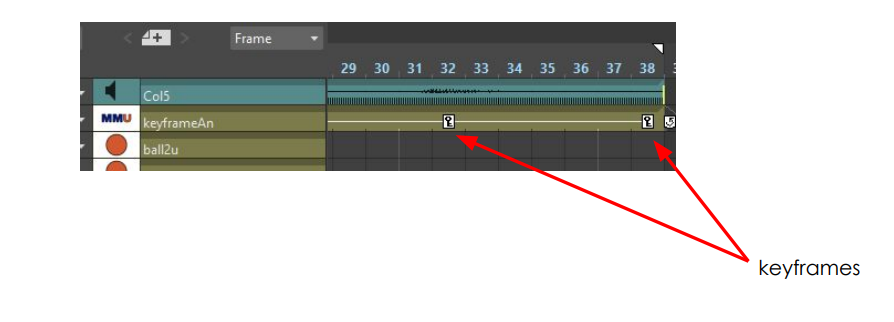 Frame
29 30 31 32 33 34 35 36 37 38
Col5
MMU keyframeAn
ball2u
keyframes